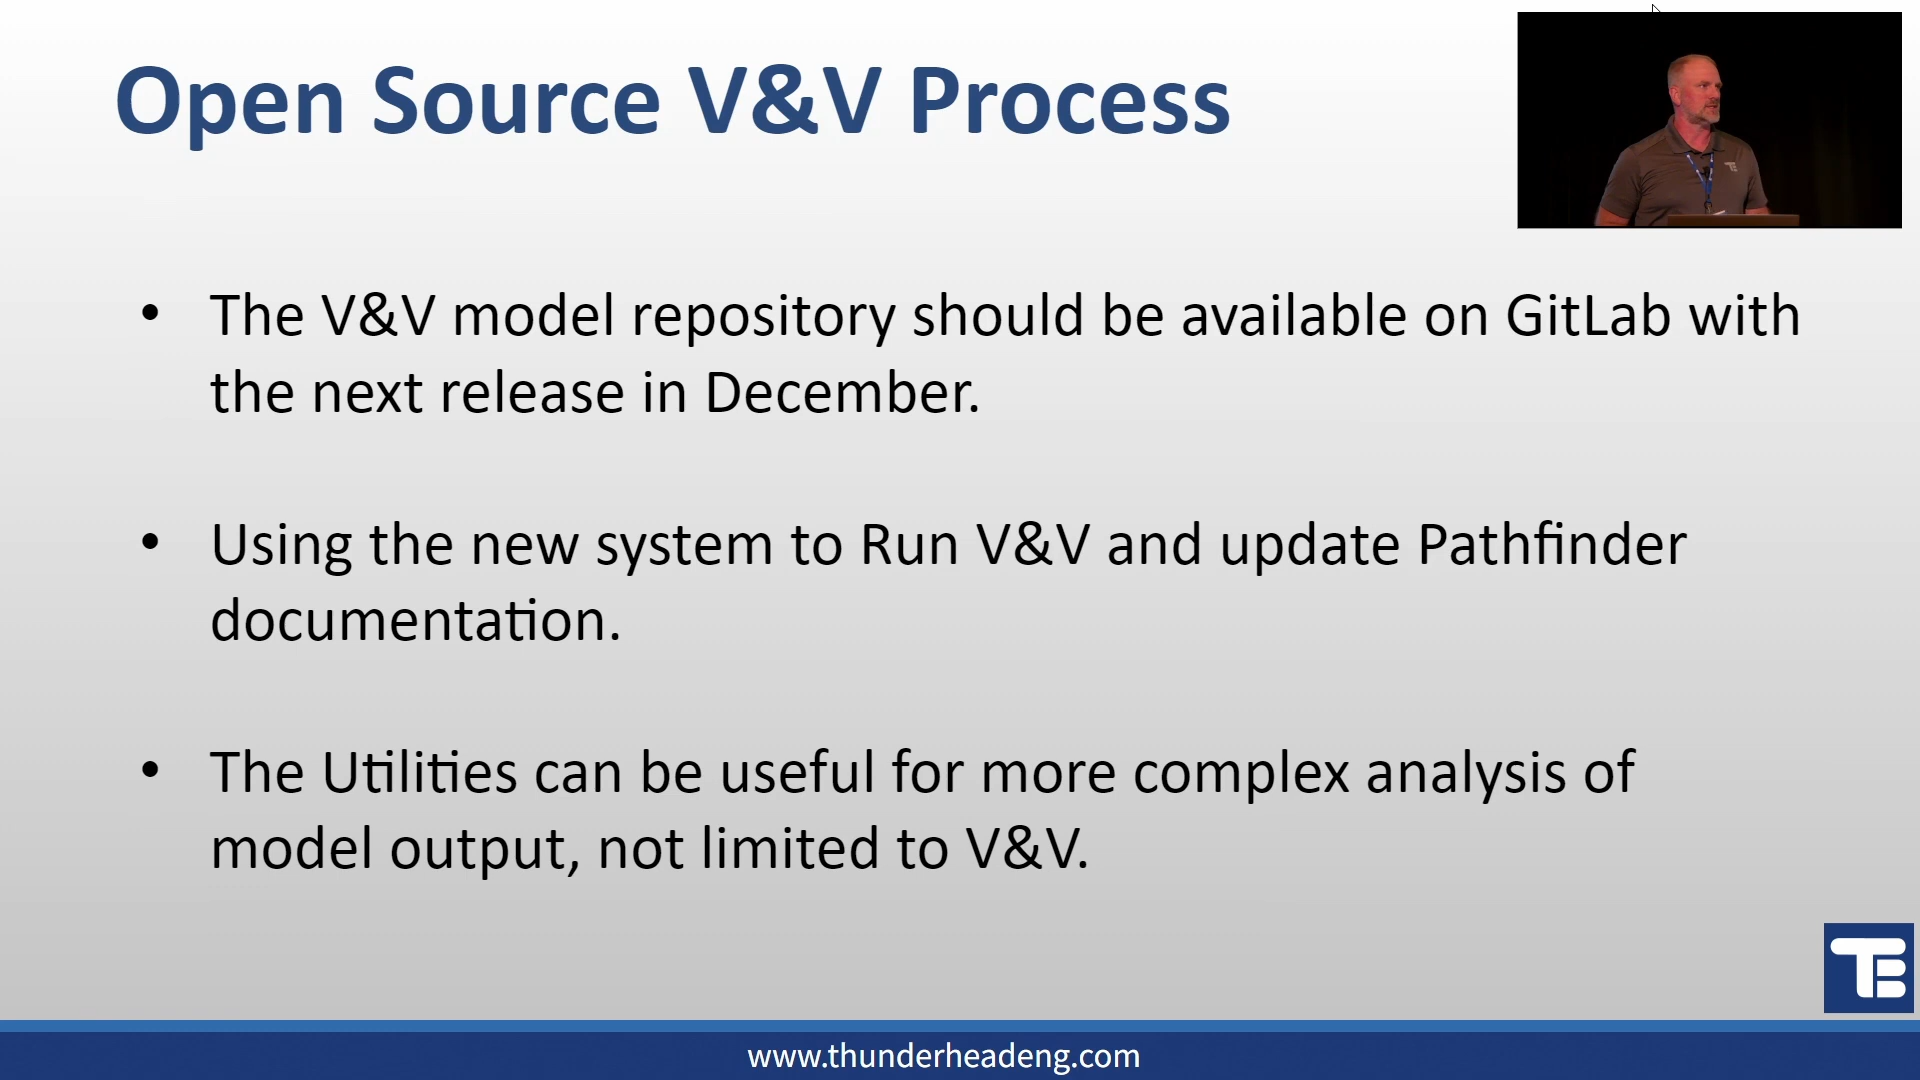 Open Source V&V Process
• The V&V model repository should be available on GitLab with
the next release in December.
• Using the new system to Run V&V and update Pathfinder
documentation.
• The Utilities can be useful for more complex analysis of
model output, not limited to V&V.
TE
www.thunderheadeng.com